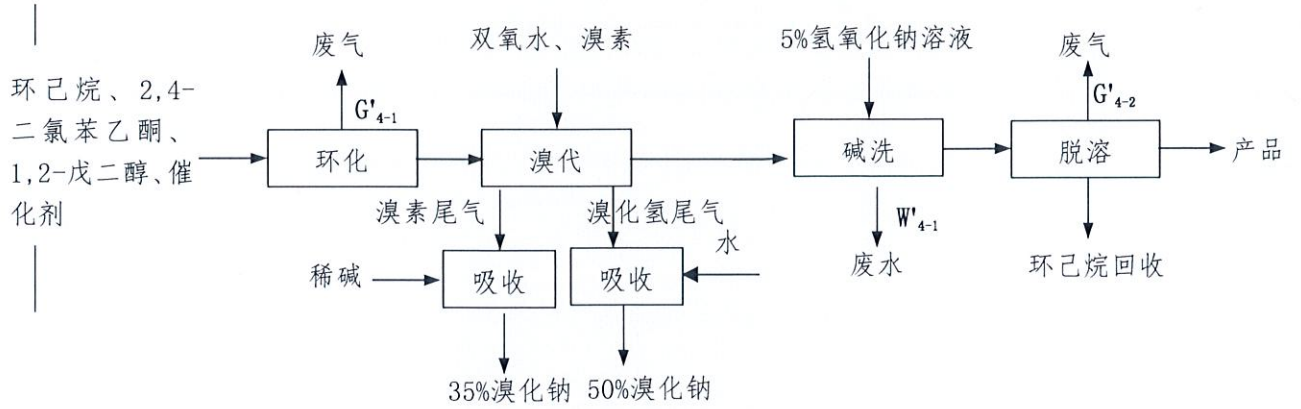 废气
双氧水、溴素
5%氢氧化钠溶液
废气
环己烷、2,4-
二氯苯乙酮、
1,2-戊二醇、催
化剂
G'4-1
G'4-2
环化
溴代
碱洗
脱溶
产品
溴素尾气
溴化氢尾气
水
W'4-1
稀碱
吸收
吸收
废水
环己烷回收
35%溴化钠
50%溴化钠